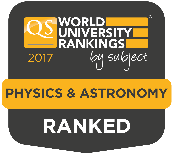 QS WORLD
UNIVERSITY
RANKINGS
2017 by subject
PHYSICS & ASTRONOMY
RANKED